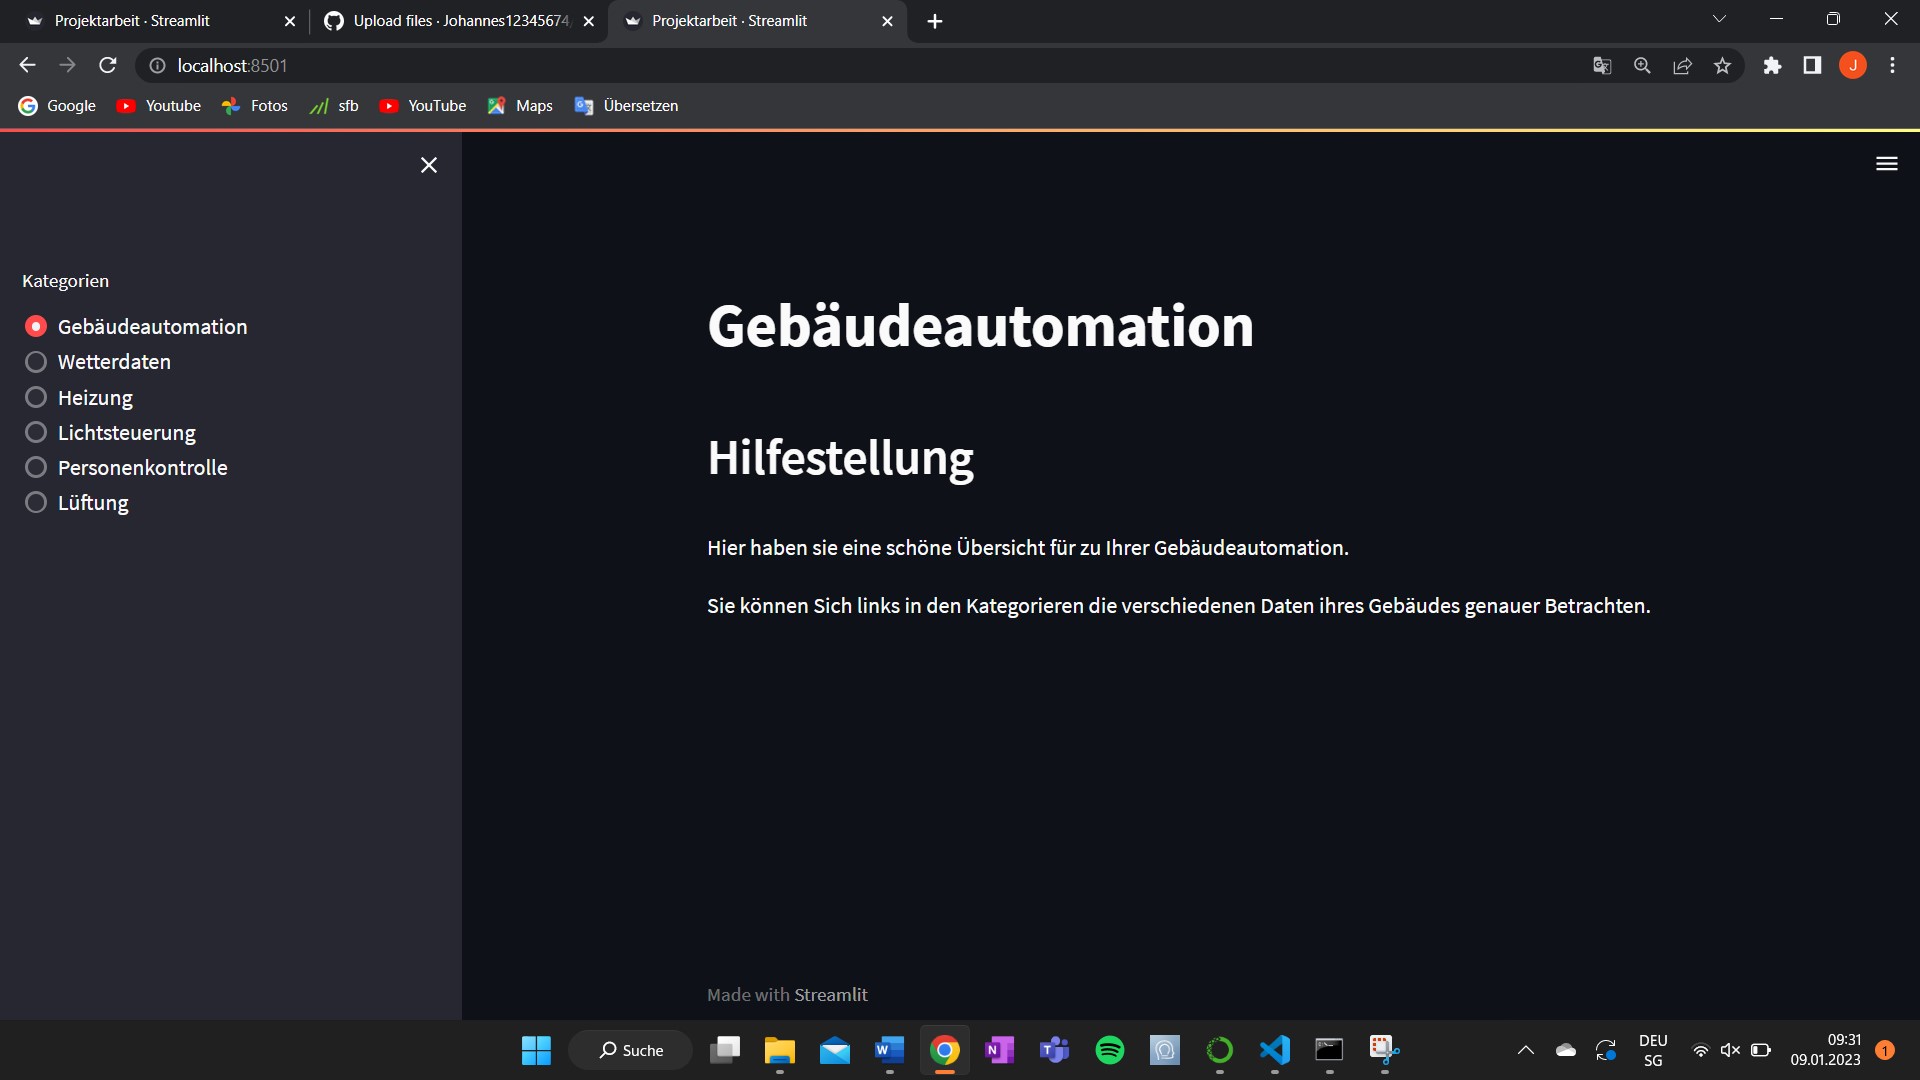 Projektarbeit · Streamlit
Upload files · Johannes12345674
Projektarbeit · Streamlit
localhost:8501
J
Google Youtube Fotos sfb YouTube Maps Übersetzen
Kategorien
Gebäudeautomation
Wetterdaten
Heizung
Lichtsteuerung
Personenkontrolle
Lüftung
Gebäudeautomation
Hilfestellung
Hier haben sie eine schöne Übersicht für zu Ihrer Gebäudeautomation.
Sie können Sich links in den Kategorieren die verschiedenen Daten ihres Gebäudes genauer Betrachten.
Made with Streamlit
Suche
DEU
SG
09:31
09.01.2023
1